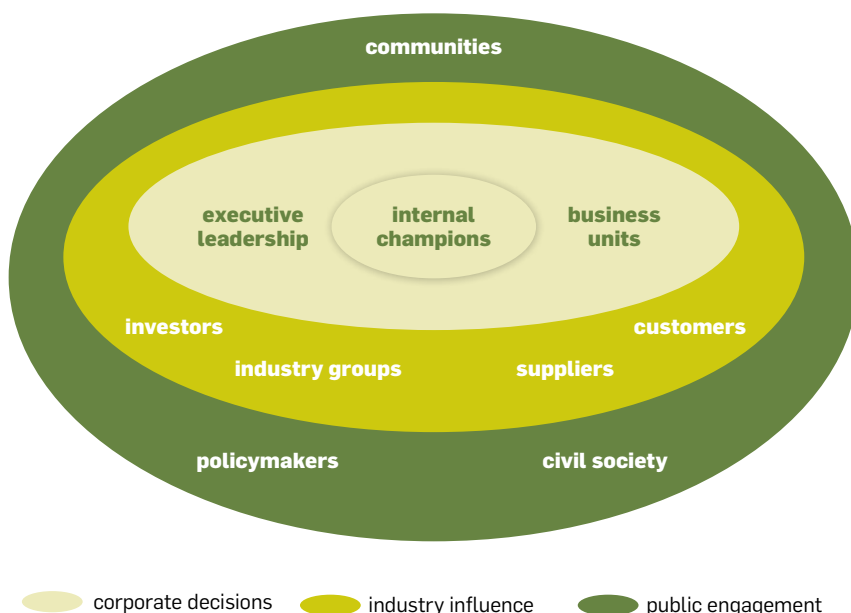 communities
executive
leadership
internal
champions
business
units
investors
customers
industry groups
suppliers
policymakers
civil society
corporate decisions
industry influence
public engagement